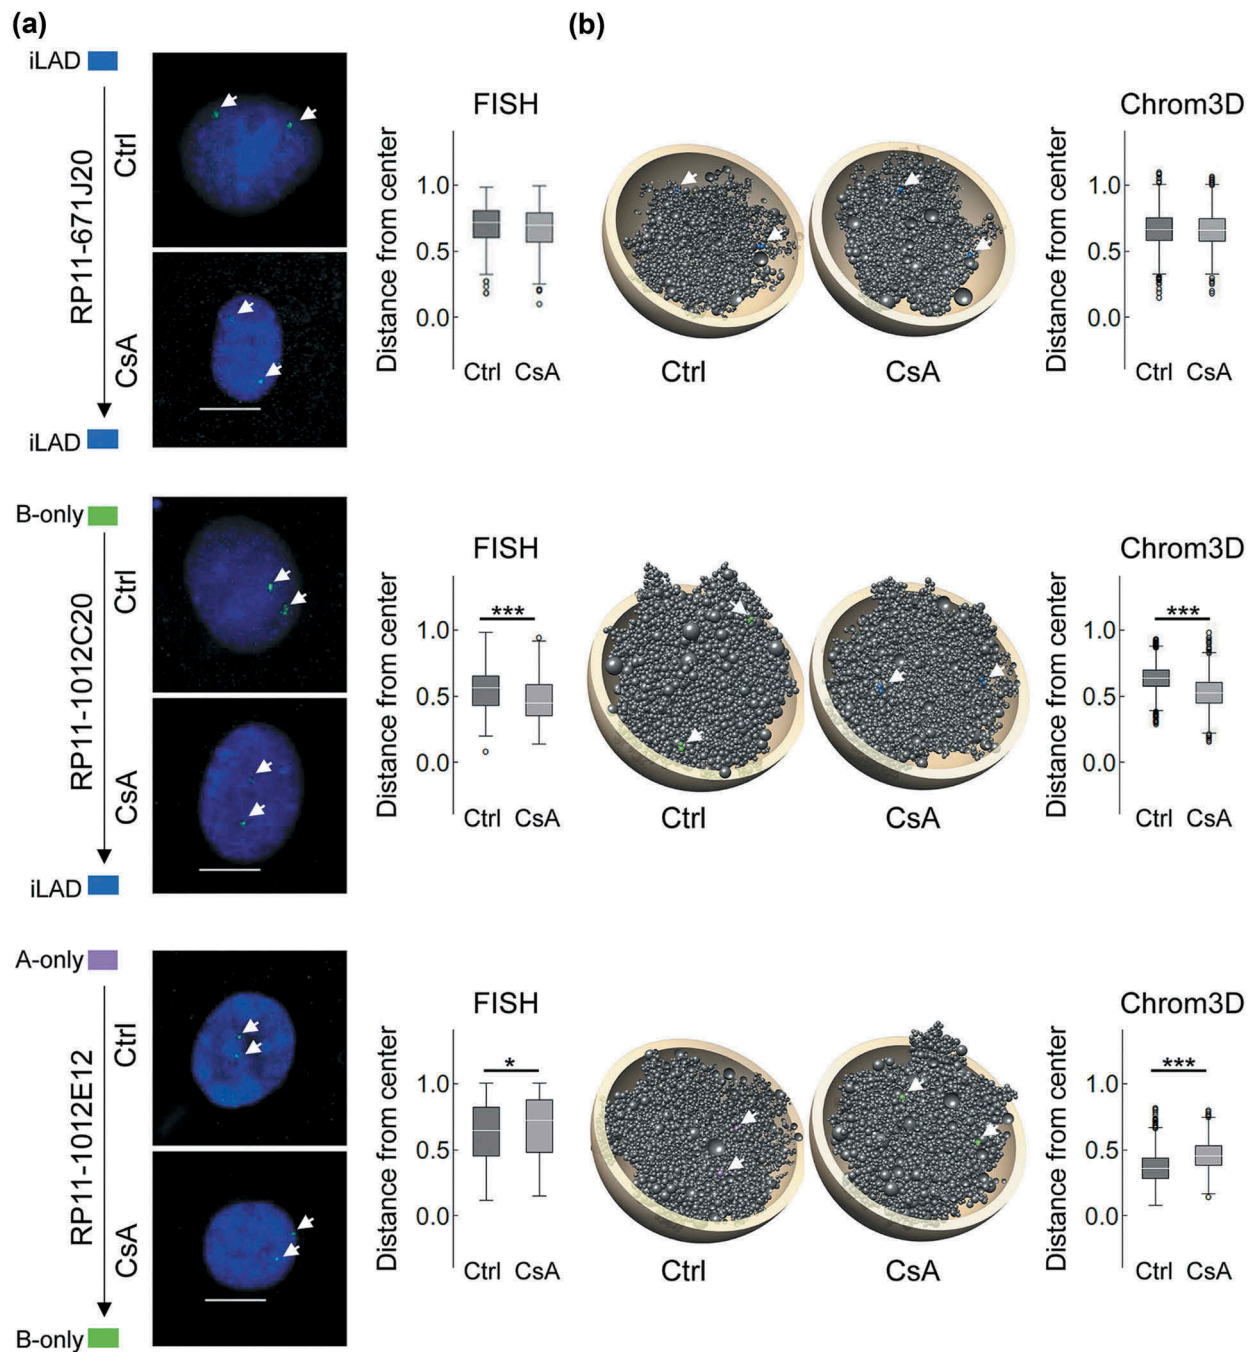 (a)
(b)
iLAD
RP11-671J20
Ctrl
CsA
iLAD
FISH
Distance from center
1.0
0.5
0.0
Ctrl CsA
Ctrl
CsA
Chrom3D
Distance from center
1.0
0.5
0.0
Ctrl CsA
B-only
RP11-1012C20
Ctrl
CsA
iLAD
FISH
Distance from center
1.0
0.5
0.0
***
Ctrl CsA
Ctrl
CsA
Chrom3D
Distance from center
1.0
0.5
0.0
***
Ctrl CsA
A-only
RP11-1012E12
Ctrl
CsA
B-only
FISH
Distance from center
1.0
0.5
0.0
*
Ctrl CsA
Ctrl
CsA
Chrom3D
Distance from center
1.0
0.5
0.0
***
Ctrl CsA